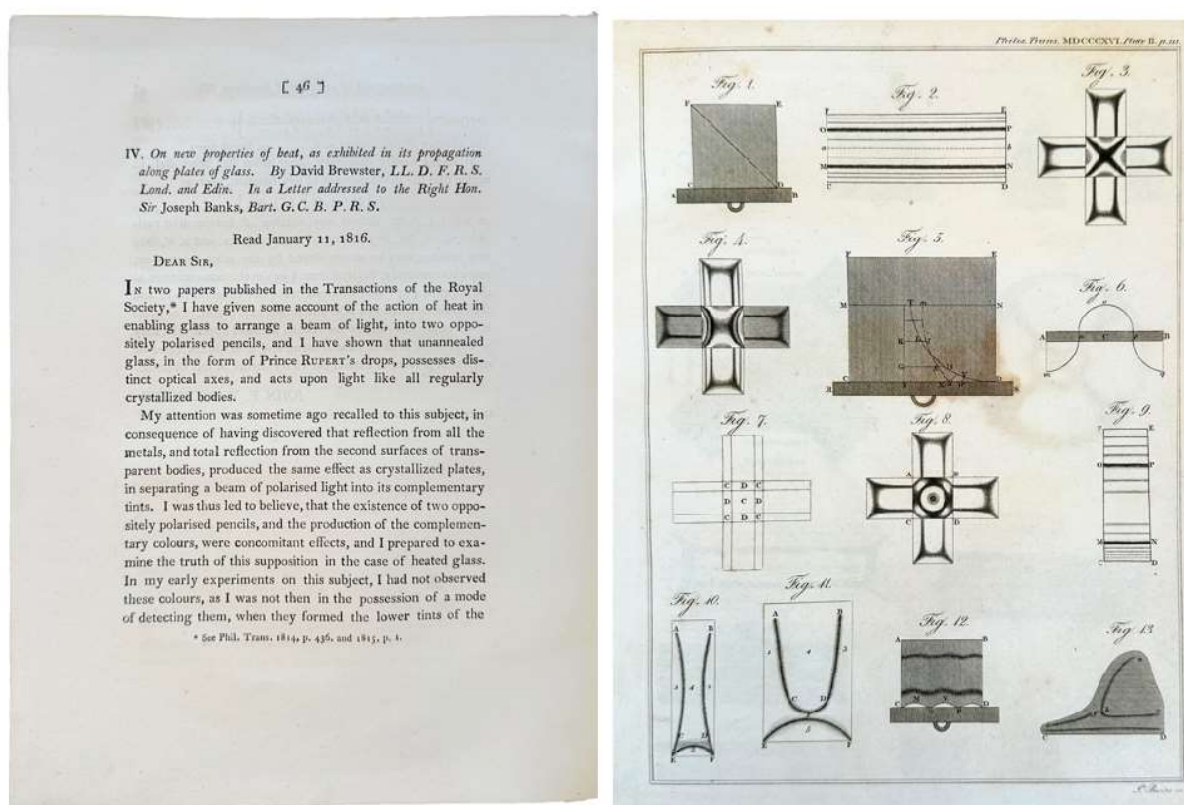 [ 46 ]
IV. On new properties of heat, as exhibited in its propagation
along plates of glass. By David Brewster, LL. D. F. R. S.
Lond. and Edin. In a Letter addressed to the Right Hon.
Sir Joseph Banks, Bart. G. C. B. P. R. S.
Read January 11, 1816.
DEAR SIR,
IN two papers published in the Transactions of the Royal
Society,* I have given some account of the action of heat in
enabling glass to arrange a beam of light, into two oppo-
sitely polarised pencils, and I have shown that unannealed
glass, in the form of Prince RUPERT's drops, possesses dis-
tinct optical axes, and acts upon light like all regularly
crystallized bodies.
My attention was sometime ago recalled to this subject, in
consequence of having discovered that reflection from all the
metals, and total reflection from the second surfaces of trans-
parent bodies, produced the same effect as crystallized plates,
in separating a beam of polarised light into its complementary
tints. I was thus led to believe, that the existence of two op-
positely polarised pencils, and the production of the complemen-
tary colours, were concomitant effects, and I prepared to exa-
mine the truth of this supposition in the case of heated glass.
In my early experiments on this subject, I had not observed
these colours, as I was not then in the possession of a mode
of detecting them, when they formed the lower tints of the
* See Phil. Trans. 1814, p. 436, and 1815, p. 1.
Philos. Trans. MDCCCXVI. Plate II. p.
Fig. 1.
F E
C D
A B
Fig. 2.
F E
O P
a b
M N
C D
Fig. 3.
Fig. 4.
Fig. 5.
F E
M N
C D
Fig. 6.
A C B
Fig. 7.
C D C
D C D
C D C
Fig. 8.
A B
C D
Fig. 9.
F E
O P
M N
C D
Fig. 10.
A B
3 4 3
C D
E F
Fig. 11.
A B
3 4 3
C D
5
E F
Fig. 12.
A B
M
C D
Fig. 13.
C D